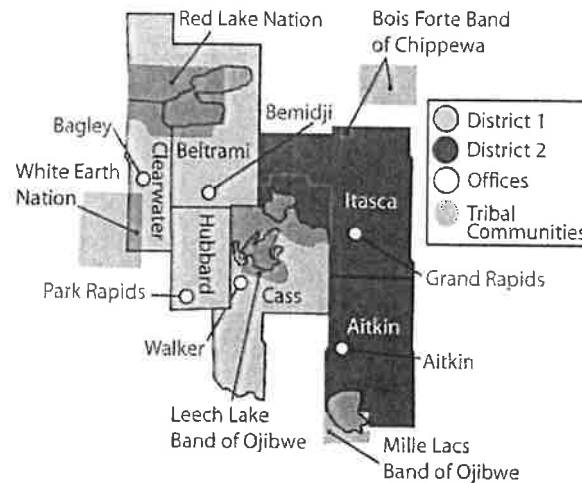 Red Lake Nation
Bois Forte Band
of Chippewa
Bemidji
Bagley
Beltrami
Clearwater
White Earth
Nation
Itasca
Hubbard
Park Rapids
Cass
Grand Rapids
Walker
Aitkin
Aitkin
Leech Lake
Band of Ojibwe
Mille Lacs
Band of Ojibwe
District 1
District 2
Offices
Tribal
Communities